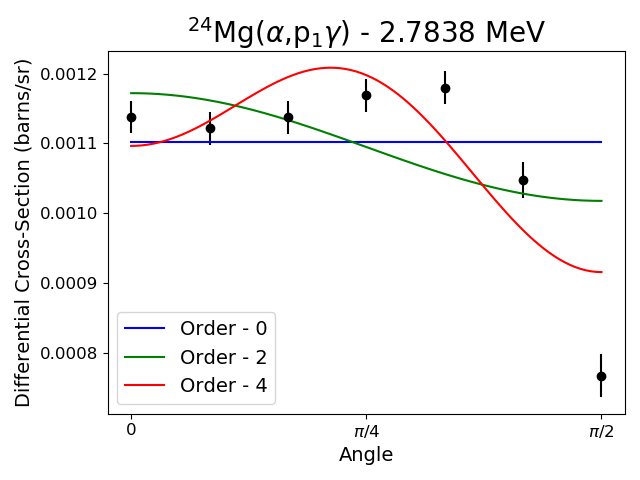 ²⁴Mg(α,p₁γ) - 2.7838 MeV
Differential Cross-Section (barns/sr)
0.0012
0.0011
0.0010
0.0009
0.0008
Order - 0
Order - 2
Order - 4
0
π/4
π/2
Angle